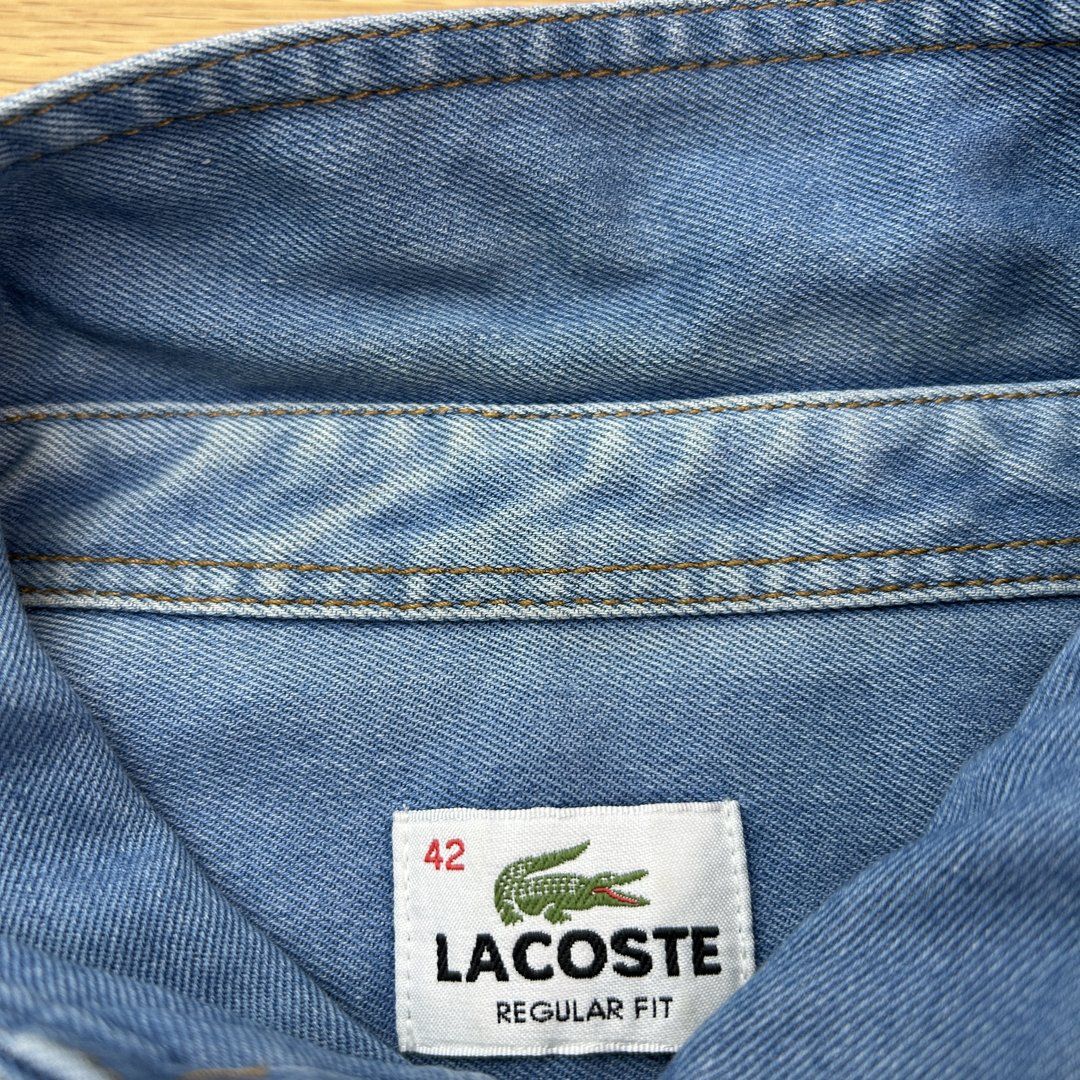 42
LACOSTE
REGULAR FIT